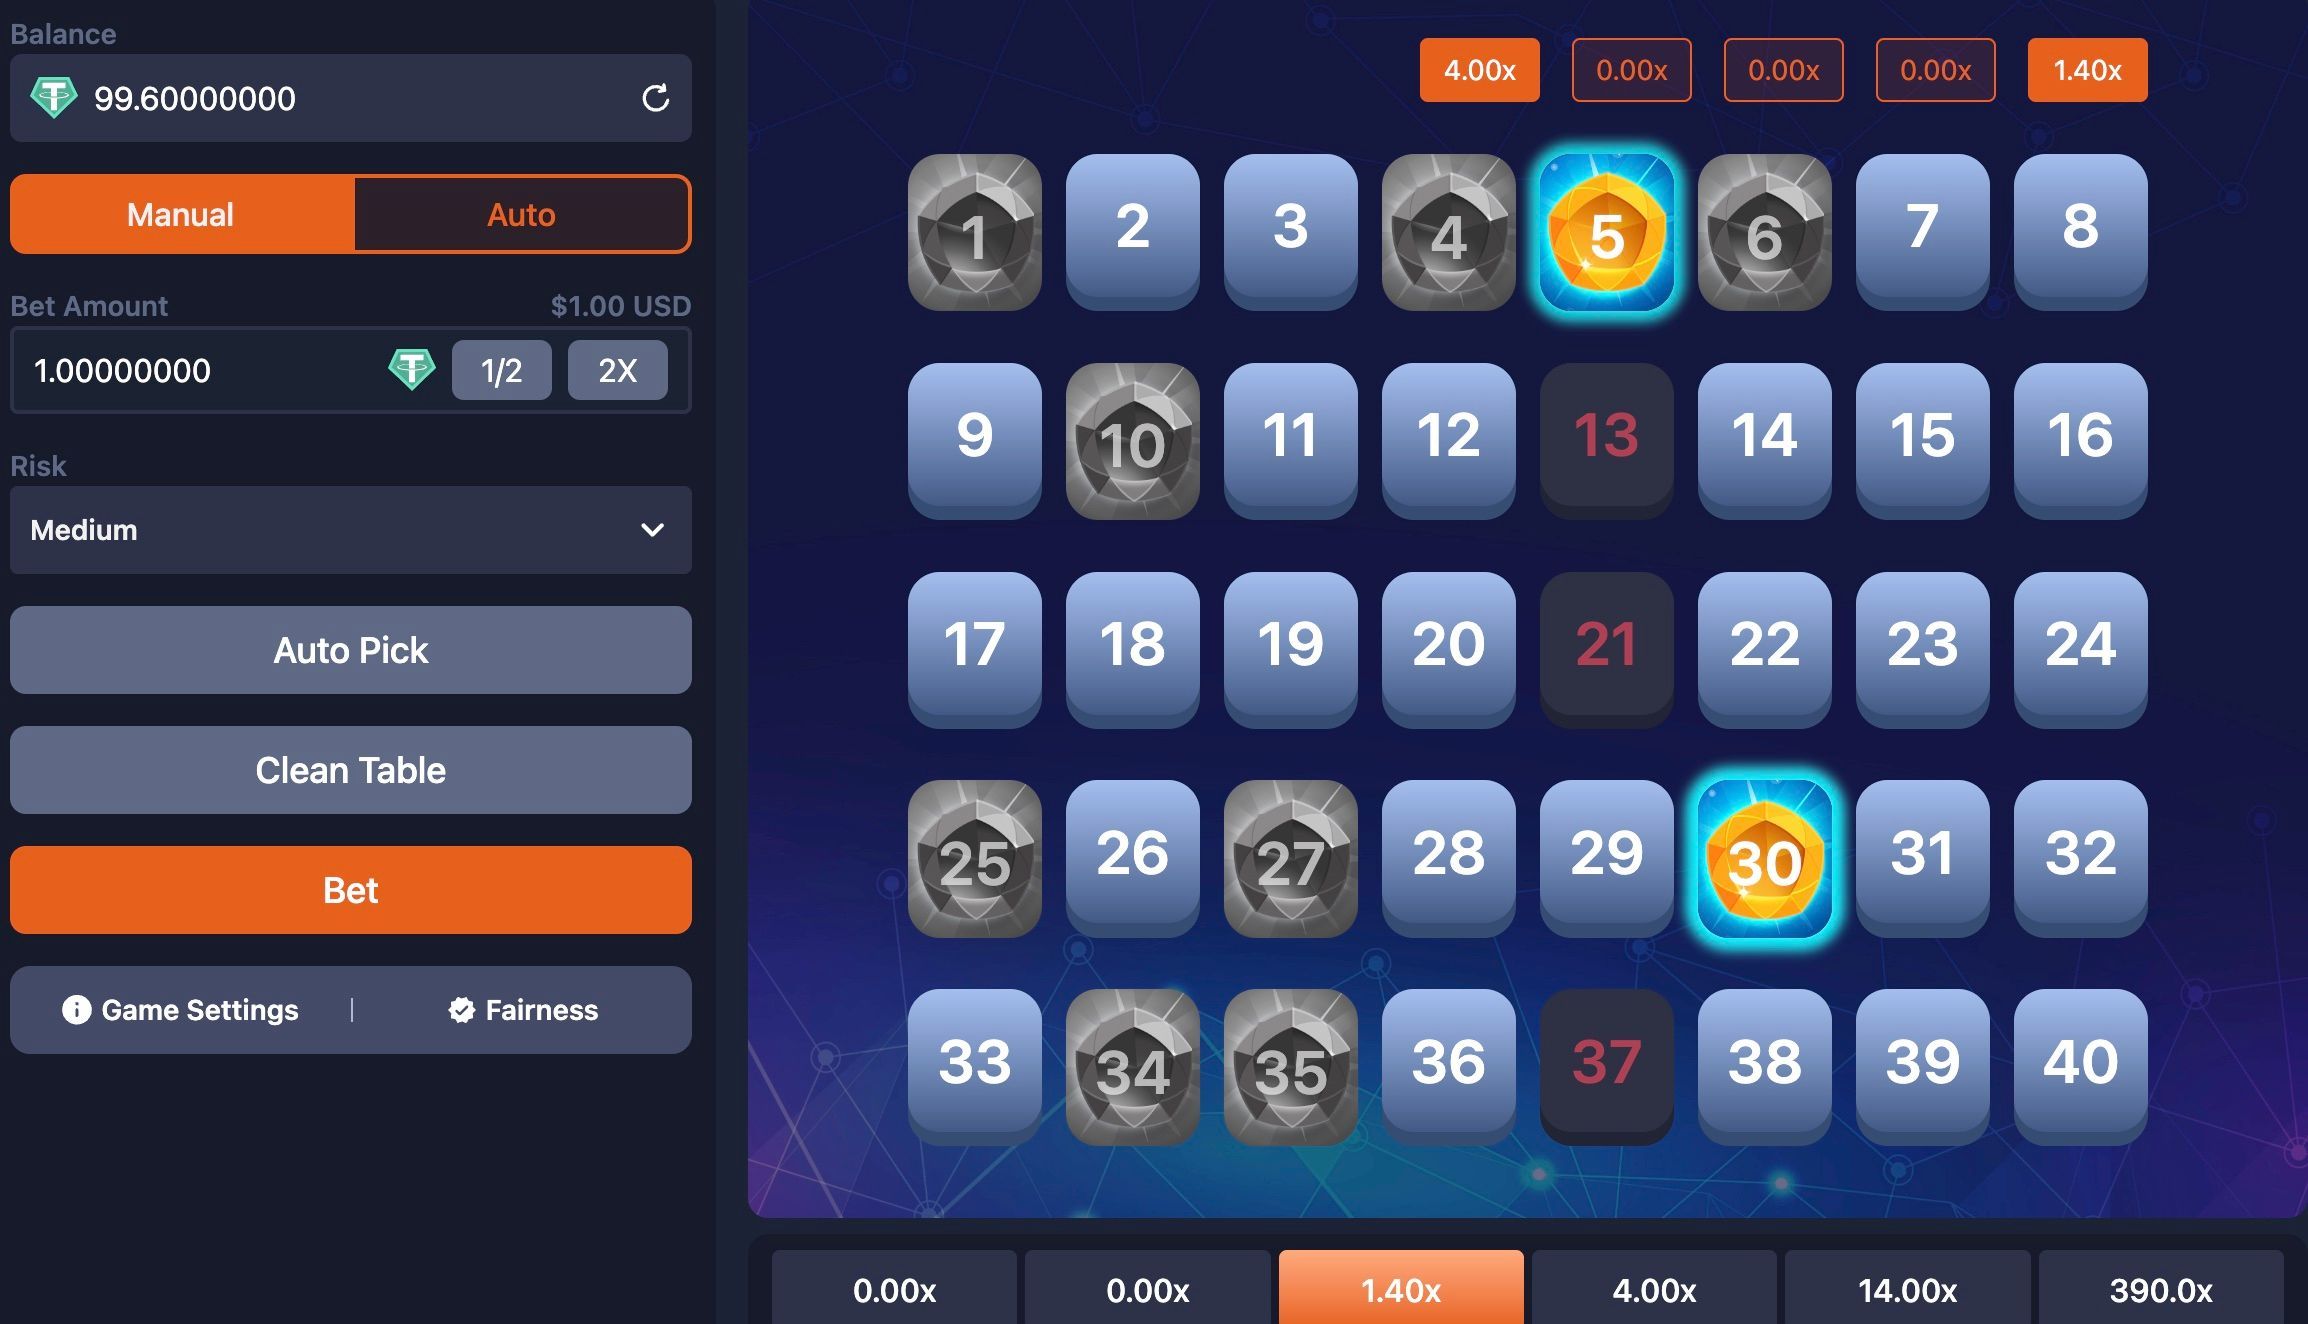 Balance
99.60000000
Manual
Auto
Bet Amount
$1.00 USD
1.00000000
1/2
2X
Risk
Medium
Auto Pick
Clean Table
Bet
Game Settings | Fairness
4.00x 0.00x 0.00x 0.00x 1.40x
1 2 3 4 5 6 7 8
9 10 11 12 13 14 15 16
17 18 19 20 21 22 23 24
25 26 27 28 29 30 31 32
33 34 35 36 37 38 39 40
0.00x 0.00x 1.40x 4.00x 14.00x 390.0x